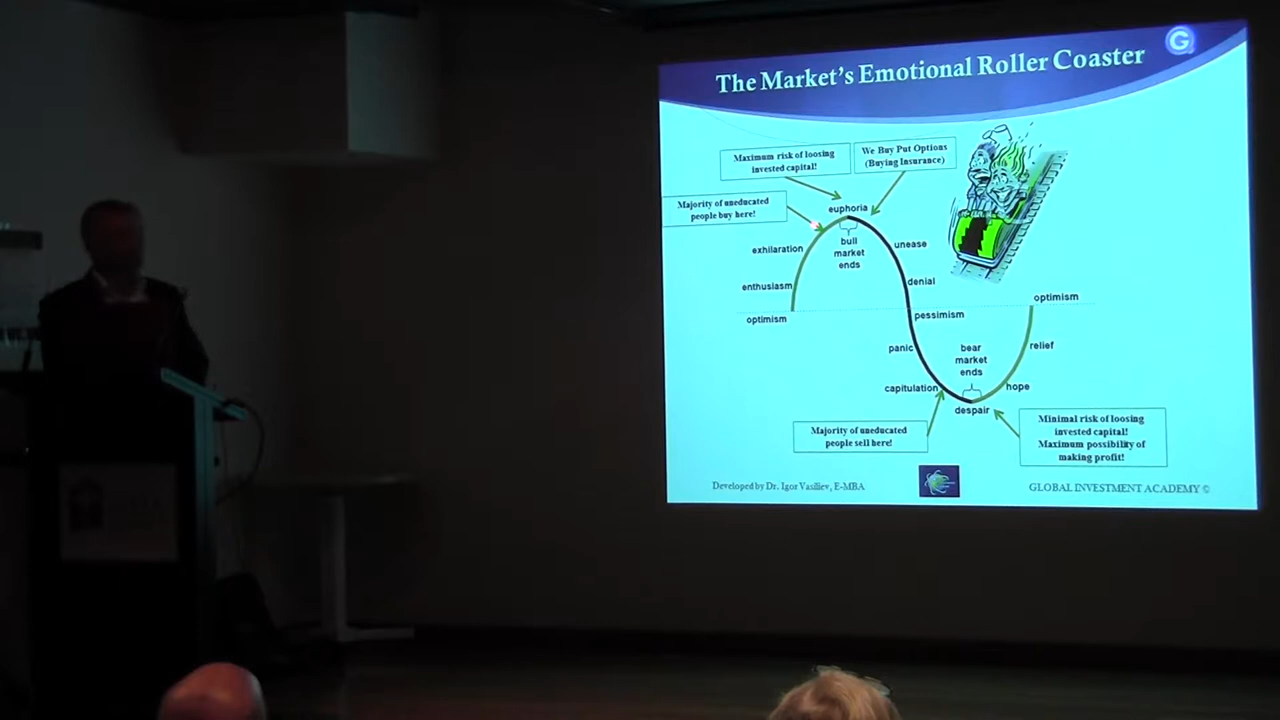 The Market's Emotional Roller Coaster
G
Maximum risk of loosing
invested capital!
We Buy Put Options
(Buying Insurance)
Majority of uneducated
people buy here!
euphoria
exhilaration
bull
market
ends
unease
enthusiasm
denial
optimism
optimism
pessimism
panic
bear
market
ends
relief
capitulation
hope
despair
Majority of uneducated
people sell here!
Minimal risk of loosing
invested capital!
Maximum possibility of
making profit!
Developed by Dr. Igor Vasiliev, E-MBA
GLOBAL INVESTMENT ACADEMY ©